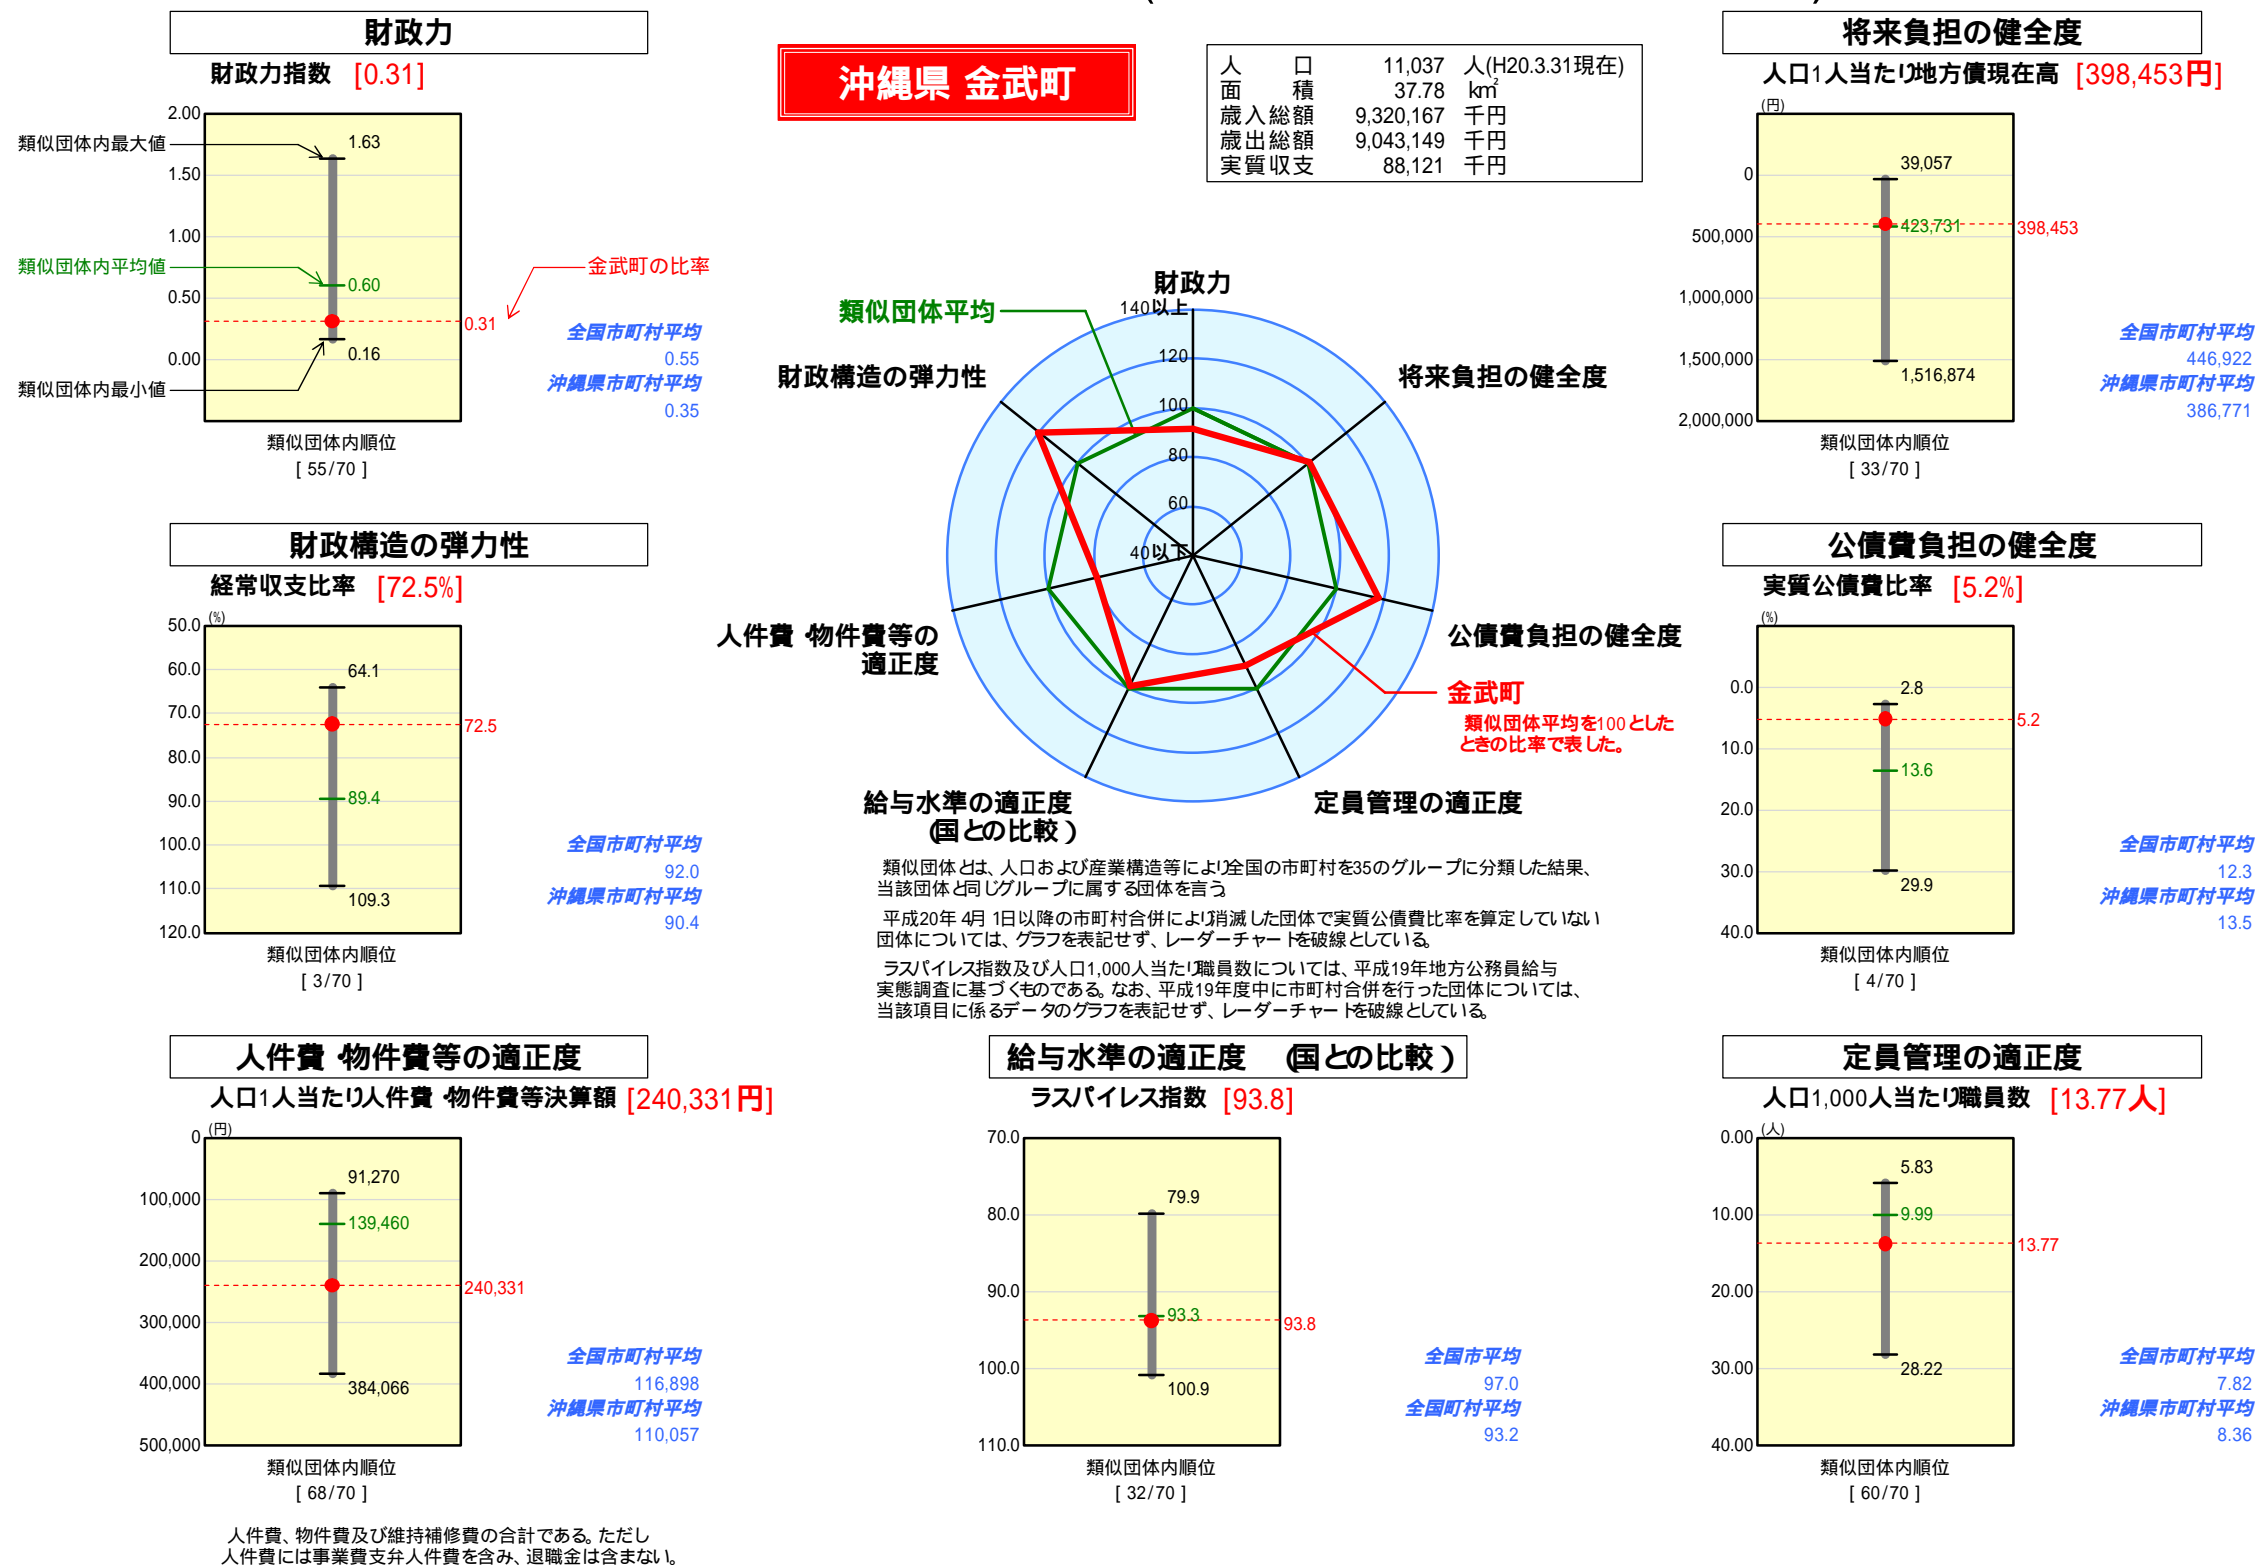 財政力
財政力指数 [0.31]
2.00
1.50
1.00
0.50
0.00
1.63
0.60
0.31
0.16
類似団体内最大値
類似団体内平均値
類似団体内最小値
金武町の比率
全国市町村平均
0.55
沖縄県市町村平均
0.35
類似団体内順位
[ 55/70 ]
沖縄県 金武町
人口 11,037 人(H20.3.31現在)
面積 37.78 km²
歳入総額 9,320,167 千円
歳出総額 9,043,149 千円
実質収支 88,121 千円
将来負担の健全度
人口1人当たり地方債現在高 [398,453円]
(円)
0
500,000
1,000,000
1,500,000
2,000,000
39,057
423,731
398,453
1,516,874
全国市町村平均
446,922
沖縄県市町村平均
386,771
類似団体内順位
[ 33/70 ]
類似団体平均
財政力
140以上
120
100
80
60
40以下
財政構造の弾力性
将来負担の健全度
人件費・物件費等の
適正度
公債費負担の健全度
給与水準の適正度
(国との比較)
定員管理の適正度
金武町
類似団体平均を100とした
ときの比率で表した。
財政構造の弾力性
経常収支比率 [72.5%]
(%)
50.0
60.0
70.0
80.0
90.0
100.0
110.0
120.0
64.1
72.5
89.4
109.3
全国市町村平均
92.0
沖縄県市町村平均
90.4
類似団体内順位
[ 3/70 ]
公債費負担の健全度
実質公債費比率 [5.2%]
(%)
0.0
10.0
20.0
30.0
40.0
2.8
5.2
13.6
29.9
全国市町村平均
12.3
沖縄県市町村平均
13.5
類似団体内順位
[ 4/70 ]
類似団体とは、人口および産業構造等により全国の市町村を35のグループに分類した結果、
当該団体と同じグループに属する団体を言う。
平成20年4月1日以降の市町村合併により消滅した団体で実質公債費比率を算定していない
団体については、グラフを表記せず、レーダーチャートを破線としている。
ラスパイレス指数及び人口1,000人当たり職員数については、平成19年地方公務員給与
実態調査に基づくものである。なお、平成19年度中に市町村合併を行った団体については、
当該項目に係るデータのグラフを表記せず、レーダーチャートを破線としている。
人件費・物件費等の適正度
人口1人当たり人件費・物件費等決算額 [240,331円]
(円)
0
100,000
200,000
300,000
400,000
500,000
91,270
139,460
240,331
384,066
全国市町村平均
116,898
沖縄県市町村平均
110,057
類似団体内順位
[ 68/70 ]
人件費、物件費及び維持補修費の合計である。ただし
人件費には事業費支弁人件費を含み、退職金は含まない。
給与水準の適正度 (国との比較)
ラスパイレス指数 [93.8]
70.0
80.0
90.0
100.0
110.0
79.9
93.3
93.8
100.9
全国市平均
97.0
全国町村平均
93.2
類似団体内順位
[ 32/70 ]
定員管理の適正度
人口1,000人当たり職員数 [13.77人]
(人)
0.00
10.00
20.00
30.00
40.00
5.83
9.99
13.77
28.22
全国市町村平均
7.82
沖縄県市町村平均
8.36
類似団体内順位
[ 60/70 ]